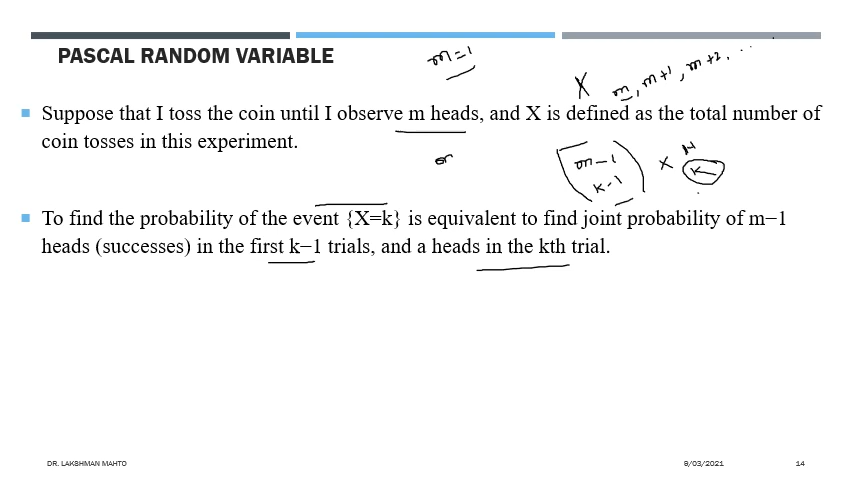 PASCAL RANDOM VARIABLE
m=1
X m, m+1, m+2, ..
Suppose that I toss the coin until I observe m heads, and X is defined as the total number of
coin tosses in this experiment.
m-1
k-1
X
H
K
To find the probability of the event {X=k} is equivalent to find joint probability of m−1
heads (successes) in the first k−1 trials, and a heads in the kth trial.
DR. LAKSHMAN MAHTO
9/03/2021
14